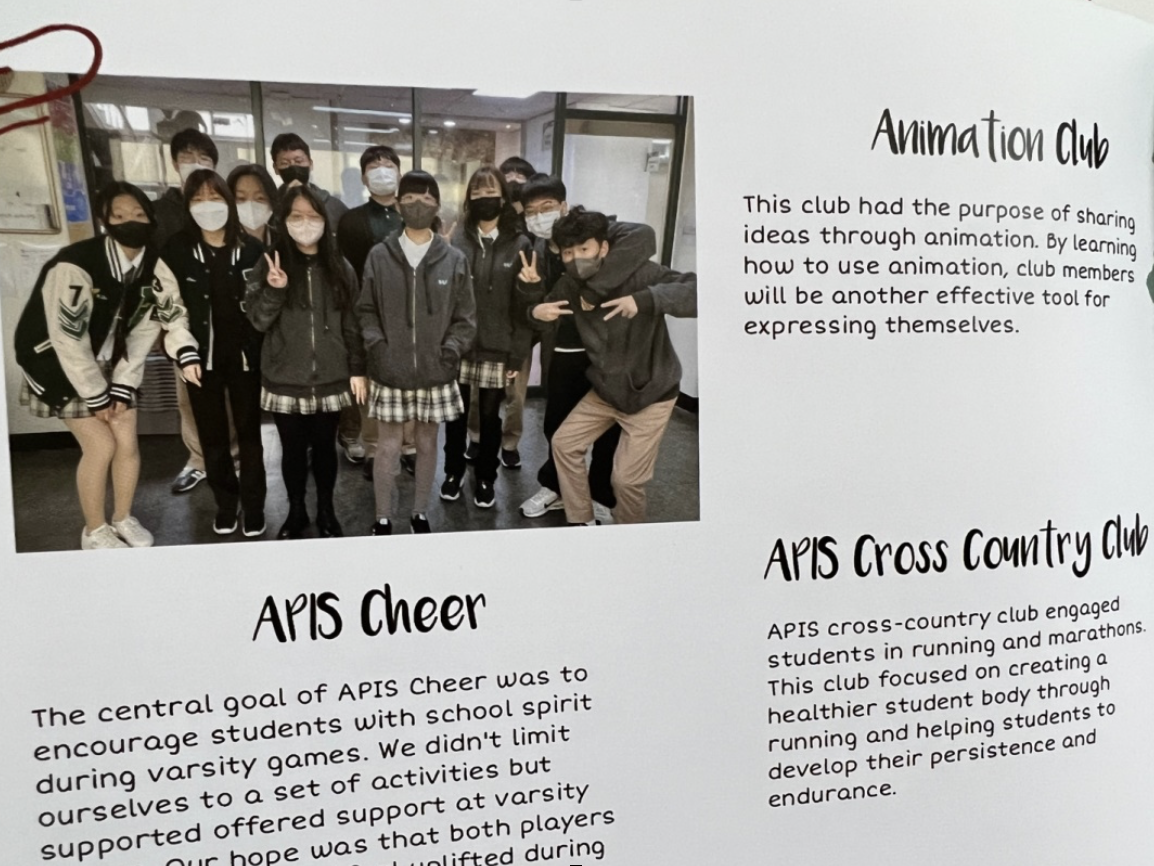 Animation Club
This club had the purpose of sharing
ideas through animation. By learning
how to use animation, club members
will be another effective tool for
expressing themselves.
APIS Cross Country Club
APIS cross-country club engaged
students in running and marathons.
This club focused on creating a
healthier student body through
running and helping students to
develop their persistence and
endurance.
APIS Cheer
The central goal of APIS Cheer was to
encourage students with school spirit
during varsity games. We didn't limit
ourselves to a set of activities but
supported offered support at varsity
Our hope was that both players
uplifted during
7